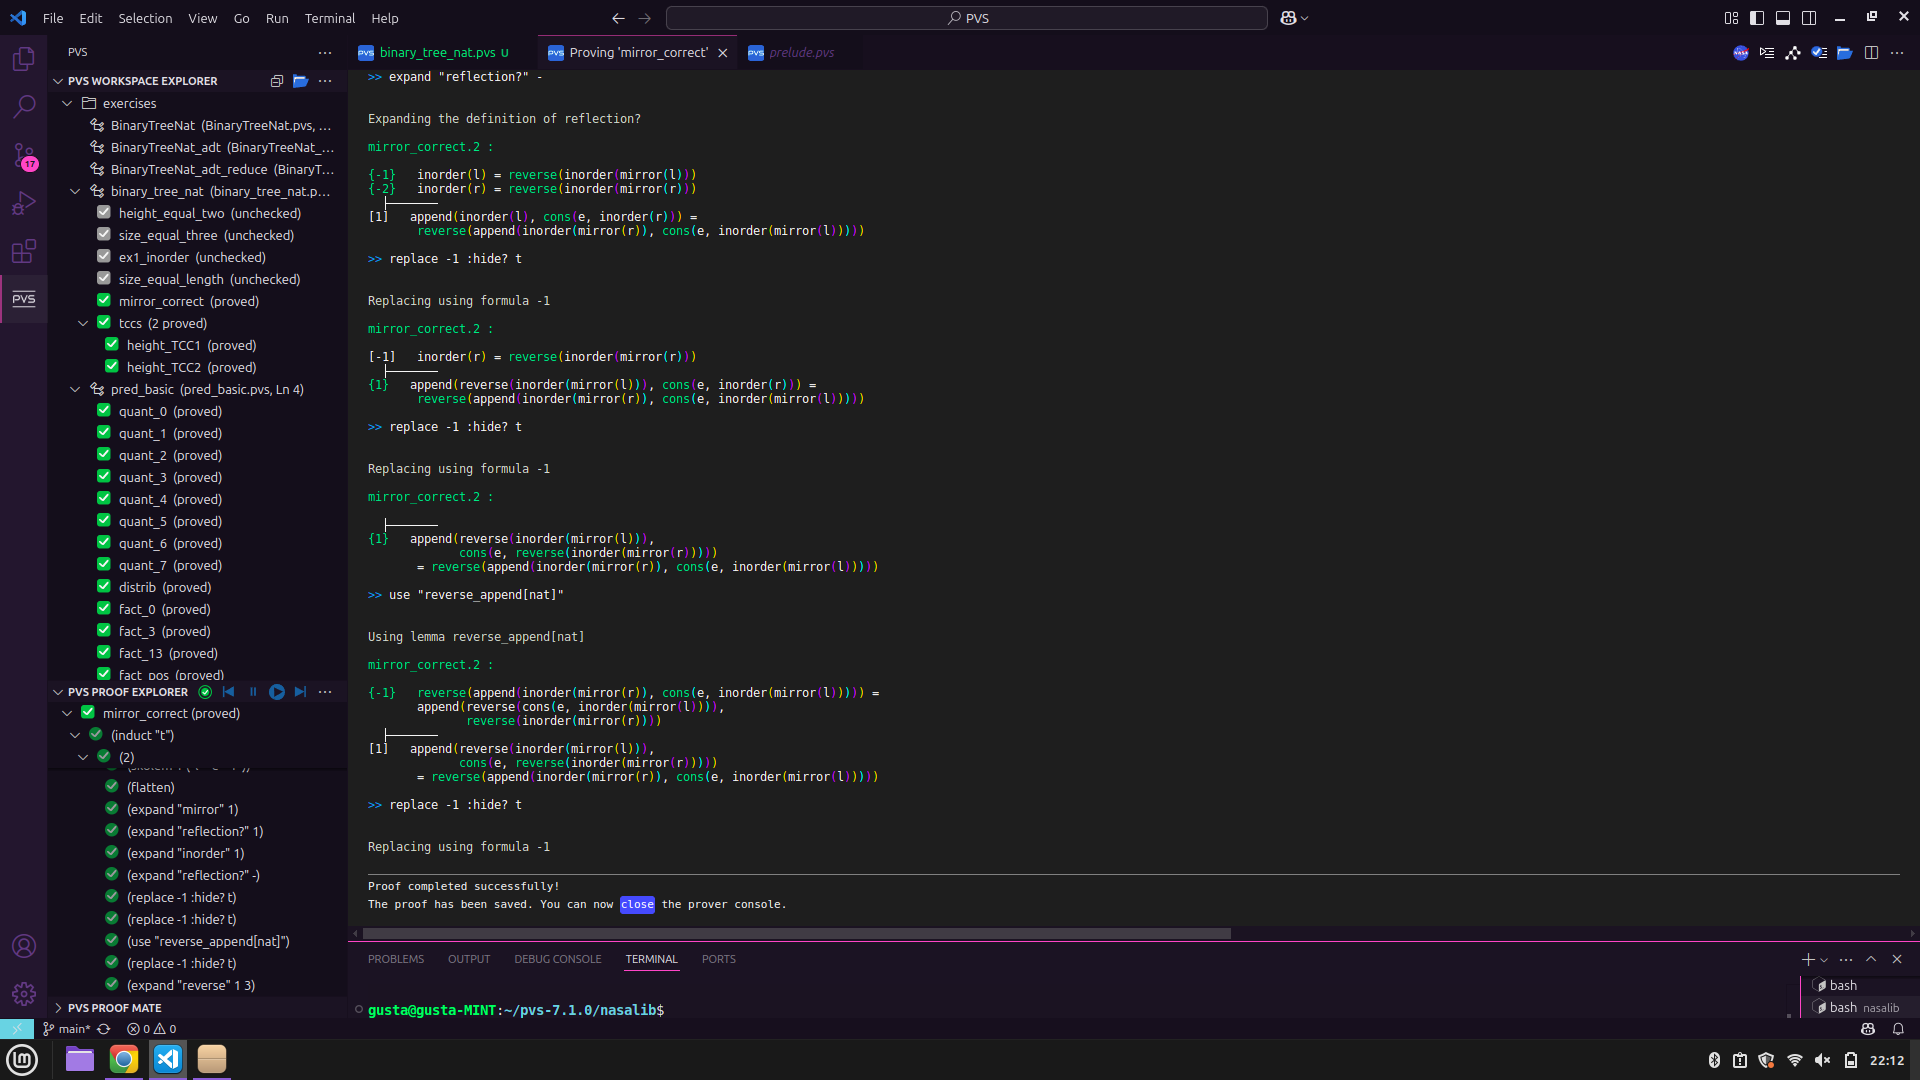 File Edit Selection View Go Run Terminal Help
PVS
PVS
binary_tree_nat.pvs U
Proving 'mirror_correct'
prelude.pvs
PVS WORKSPACE EXPLORER
exercises
BinaryTreeNat (BinaryTreeNat.pvs, ...
BinaryTreeNat_adt (BinaryTreeNat_...
BinaryTreeNat_adt_reduce (BinaryT...
binary_tree_nat (binary_tree_nat.p...
height_equal_two (unchecked)
size_equal_three (unchecked)
ex1_inorder (unchecked)
size_equal_length (unchecked)
mirror_correct (proved)
tccs (2 proved)
height_TCC1 (proved)
height_TCC2 (proved)
pred_basic (pred_basic.pvs, Ln 4)
quant_0 (proved)
quant_1 (proved)
quant_2 (proved)
quant_3 (proved)
quant_4 (proved)
quant_5 (proved)
quant_6 (proved)
quant_7 (proved)
distrib (proved)
fact_0 (proved)
fact_3 (proved)
fact_13 (proved)
fact_pos (proved)
17
PVS
PVS PROOF EXPLORER
mirror_correct (proved)
(induct "t")
(2)
(flatten)
(expand "mirror" 1)
(expand "reflection?" 1)
(expand "inorder" 1)
(expand "reflection?" -)
(replace -1 :hide? t)
(replace -1 :hide? t)
(use "reverse_append[nat]")
(replace -1 :hide? t)
(expand "reverse" 1 3)
PVS PROOF MATE
>> expand "reflection?" -
Expanding the definition of reflection?
mirror_correct.2 :
{-1} inorder(l) = reverse(inorder(mirror(l)))
{-2} inorder(r) = reverse(inorder(mirror(r)))
[1] append(inorder(l), cons(e, inorder(r))) =
reverse(append(inorder(mirror(r)), cons(e, inorder(mirror(l)))))
>> replace -1 :hide? t
Replacing using formula -1
mirror_correct.2 :
[-1] inorder(r) = reverse(inorder(mirror(r)))
{1} append(reverse(inorder(mirror(l))), cons(e, inorder(r))) =
reverse(append(inorder(mirror(r)), cons(e, inorder(mirror(l)))))
>> replace -1 :hide? t
Replacing using formula -1
mirror_correct.2 :
{1} append(reverse(inorder(mirror(l))),
cons(e, reverse(inorder(mirror(r)))))
= reverse(append(inorder(mirror(r)), cons(e, inorder(mirror(l)))))
>> use "reverse_append[nat]"
Using lemma reverse_append[nat]
mirror_correct.2 :
{-1} reverse(append(inorder(mirror(r)), cons(e, inorder(mirror(l))))) =
append(reverse(cons(e, inorder(mirror(l)))),
reverse(inorder(mirror(r))))
[1] append(reverse(inorder(mirror(l))),
cons(e, reverse(inorder(mirror(r)))))
= reverse(append(inorder(mirror(r)), cons(e, inorder(mirror(l)))))
>> replace -1 :hide? t
Replacing using formula -1
Proof completed successfully!
The proof has been saved. You can now close the prover console.
PROBLEMS OUTPUT DEBUG CONSOLE TERMINAL PORTS
gusta@gusta-MINT:~/pvs-7.1.0/nasalib$
bash
bash nasalib
main* 0 0
22:12